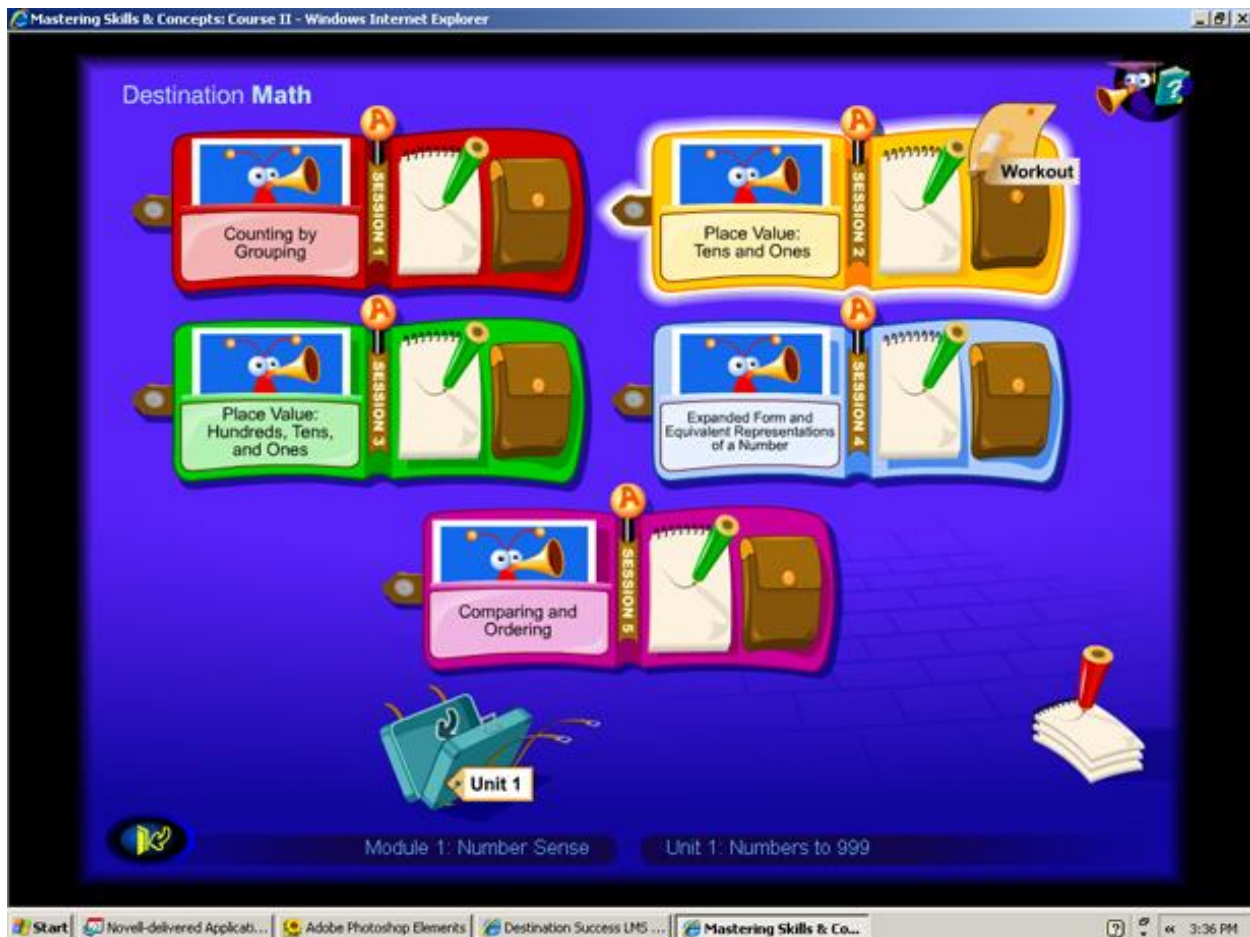 Mastering Skills & Concepts: Course II - Windows Internet Explorer
Destination Math
A
SESSION 1
Counting by
Grouping
A
SESSION 2
Place Value:
Tens and Ones
Workout
?
A
SESSION 3
Place Value:
Hundreds, Tens,
and Ones
A
SESSION 4
Expanded Form and
Equivalent Representations
of a Number
A
SESSION 5
Comparing and
Ordering
Unit 1
Module 1: Number Sense
Unit 1: Numbers to 999
Start
Novell-delivered Applicati...
Adobe Photoshop Elements
Destination Success LMS ...
Mastering Skills & Co...
?
«
3:36 PM